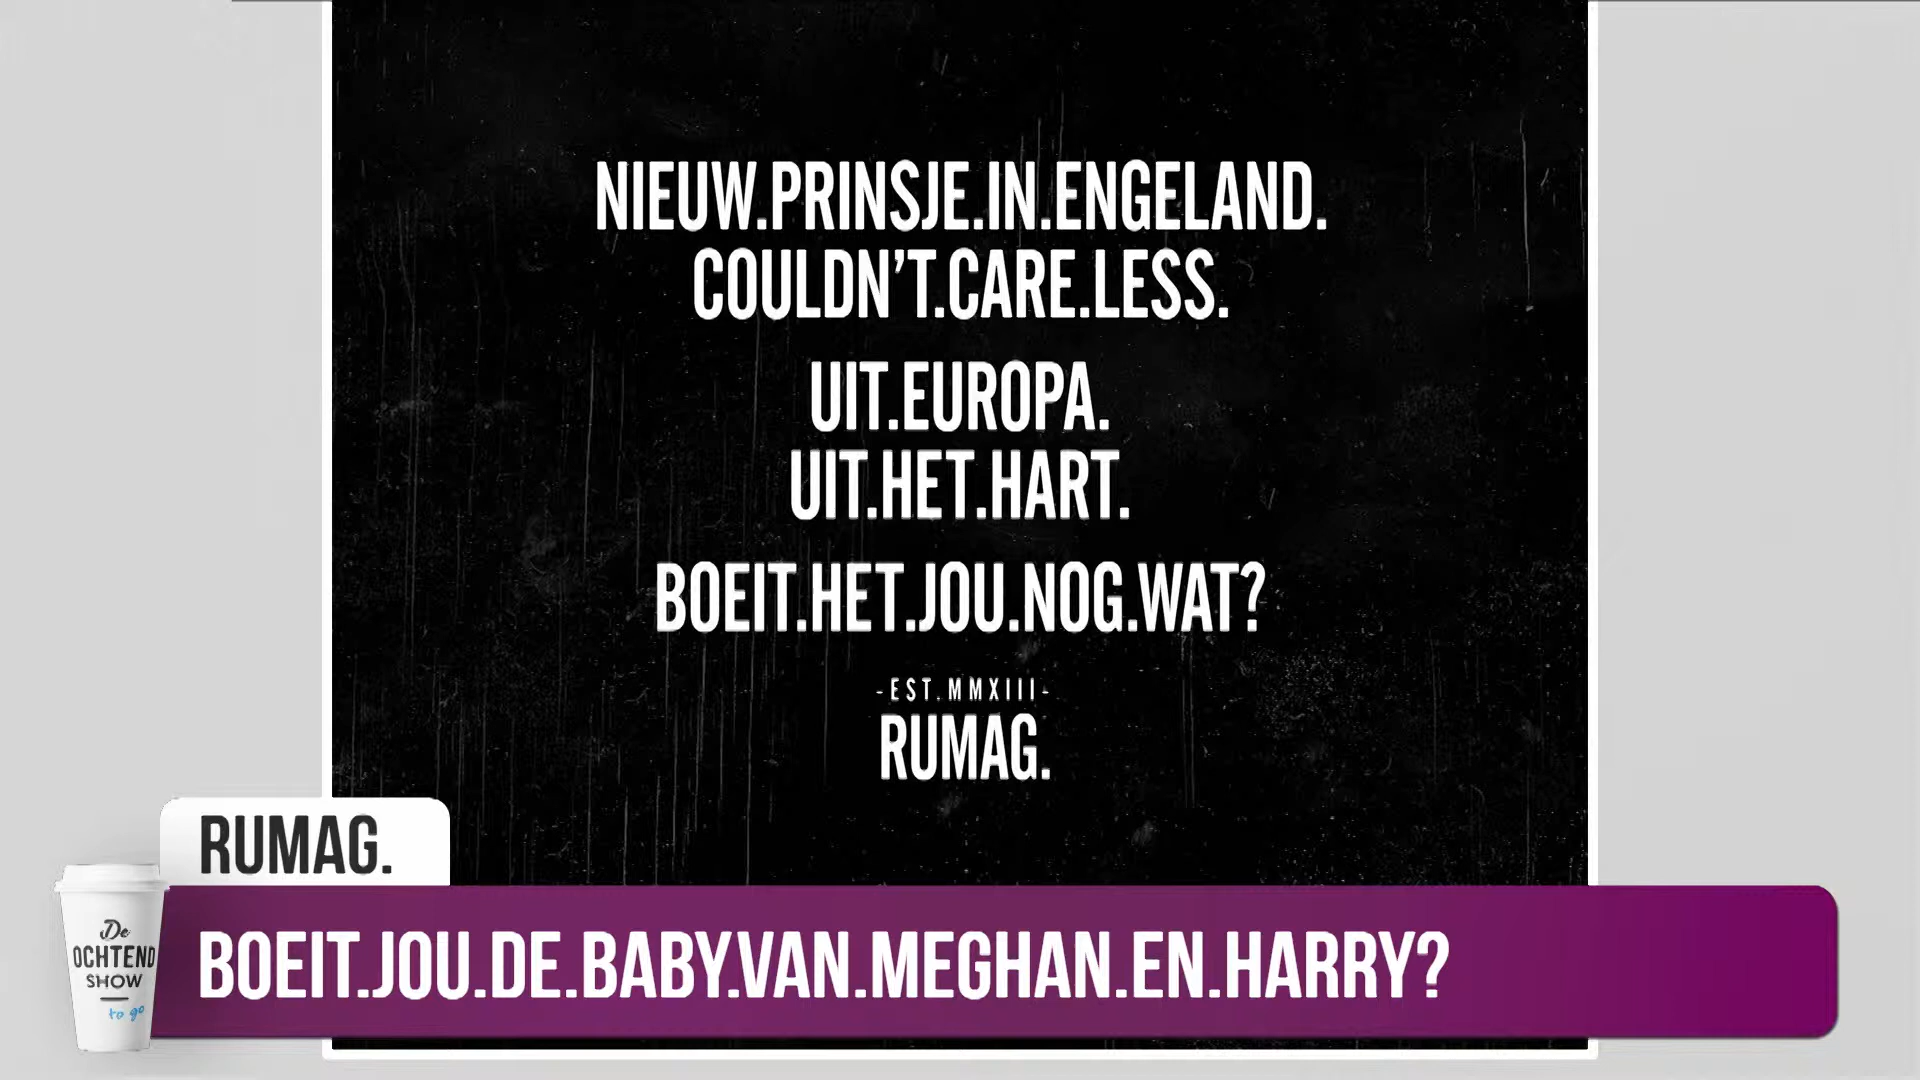 NIEUW.PRINSJE.IN.ENGELAND.
COULDN'T.CARE.LESS.
UIT.EUROPA.
UIT.HET.HART.
BOEIT.HET.JOU.NOG.WAT?
-EST.MMXIII-
RUMAG.
RUMAG.
De
OCHTEND
SHOW
to go
BOEIT.JOU.DE.BABY.VAN.MEGHAN.EN.HARRY?